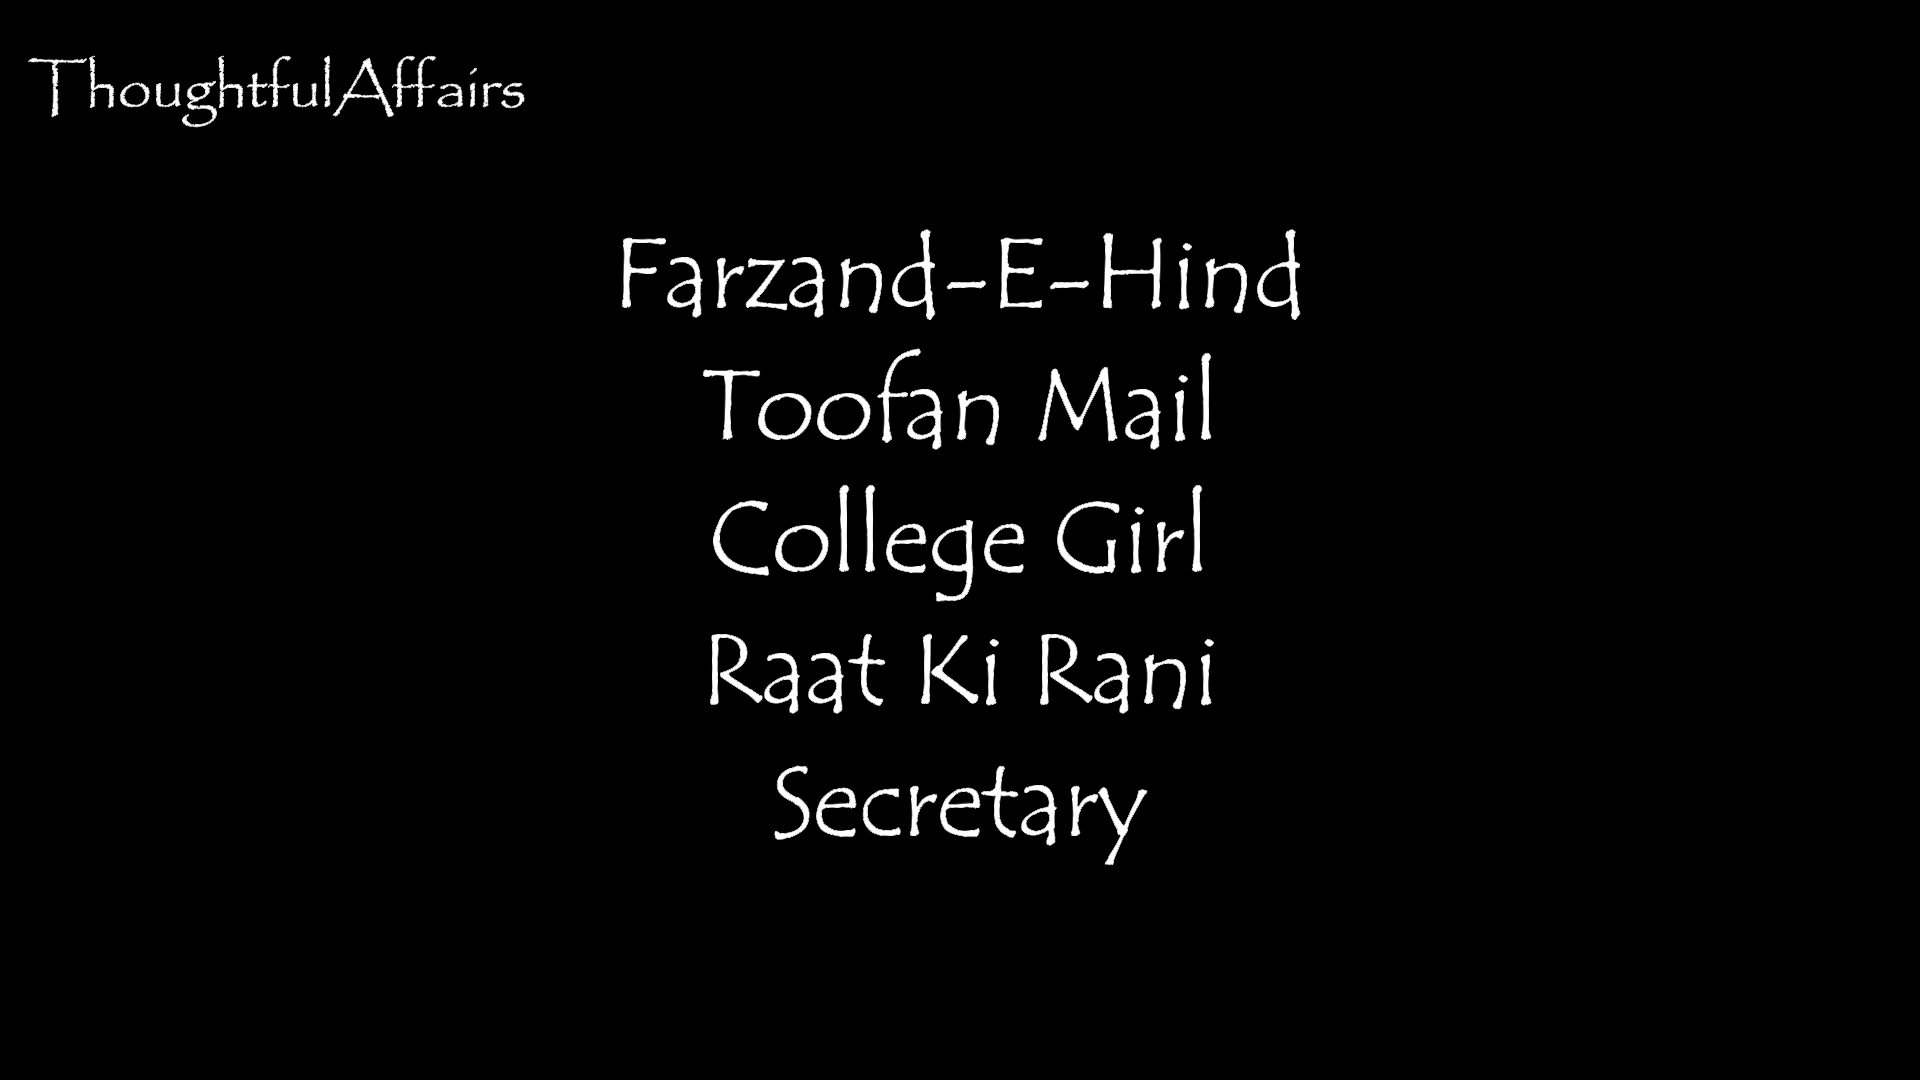 ThoughtfulAffairs
Farzand-E-Hind
Toofan Mail
College Girl
Raat Ki Rani
Secretary